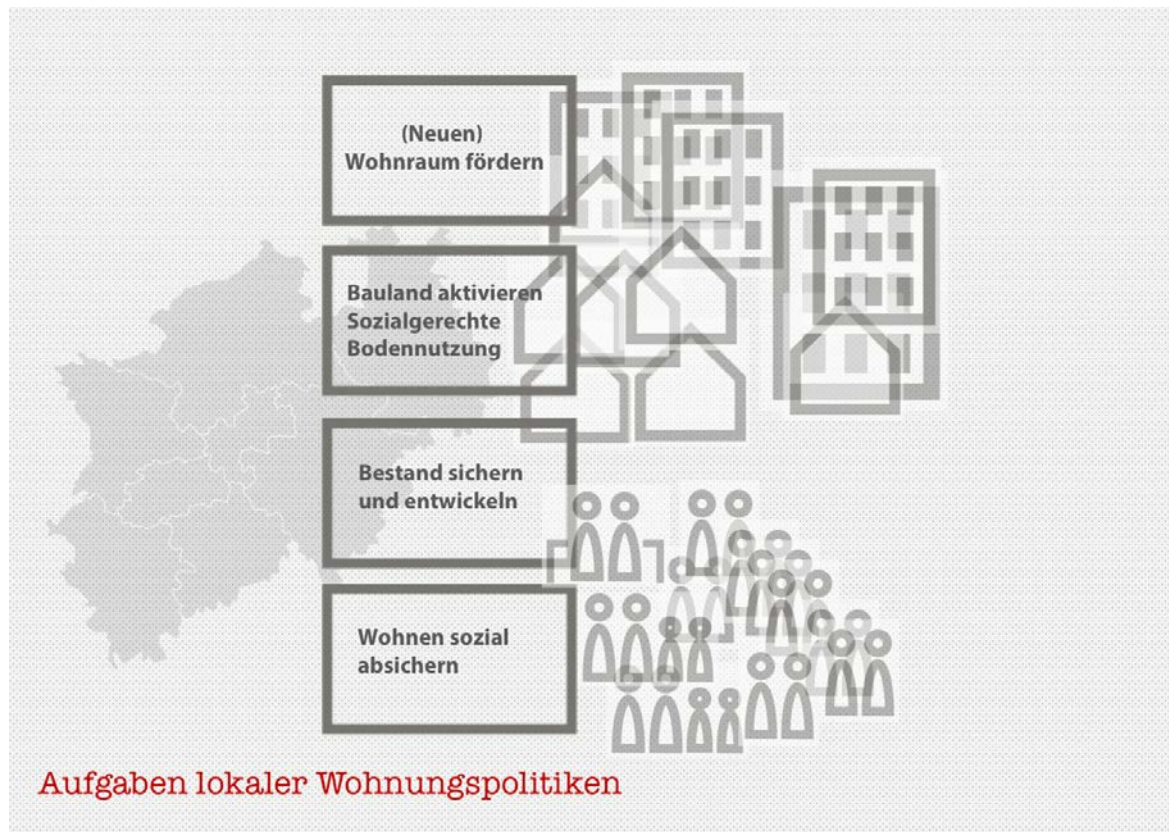 (Neuen)
Wohnraum fördern
Bauland aktivieren
Sozialgerechte
Bodennutzung
Bestand sichern
und entwickeln
Wohnen sozial
absichern
Aufgaben lokaler Wohnungspolitiken